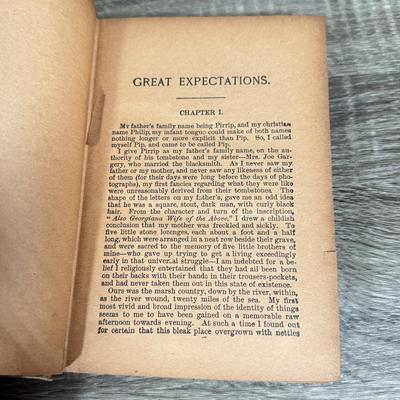 GREAT EXPECTATIONS.
CHAPTER I.
My father's family name being Pirrip, and my christian
name Philip, my infant tongue could make of both names
nothing longer or more explicit than Pip. So, I called
myself Pip, and came to be called Pip.
I give Pirrip as my father's family name, on the au-
thority of his tombstone and my sister—Mrs. Joe Gar-
gery, who married the blacksmith. As I never saw my
father or my mother, and never saw any likeness of either
of them (for their days were long before the days of pho-
tographs), my first fancies regarding what they were like
were unreasonably derived from their tombstones. The
shape of the letters on my father's, gave me an odd idea
that he was a square, stout, dark man, with curly black
hair. From the character and turn of the inscription,
"Also Georgiana Wife of the Above," I drew a childish
conclusion that my mother was freckled and sickly. To
five little stone lozenges, each about a foot and a half
long, which were arranged in a neat row beside their grave,
and were sacred to the memory of five little brothers of
mine—who gave up trying to get a living exceedingly
early in that universal struggle—I am indebted for a be-
lief I religiously entertained that they had all been born
on their backs with their hands in their trousers-pockets,
and had never taken them out in this state of existence.
Ours was the marsh country, down by the river, within,
as the river wound, twenty miles of the sea. My first
most vivid and broad impression of the identity of things
seems to me to have been gained on a memorable raw
afternoon towards evening. At such a time I found out
for certain that this bleak place overgrown with nettles